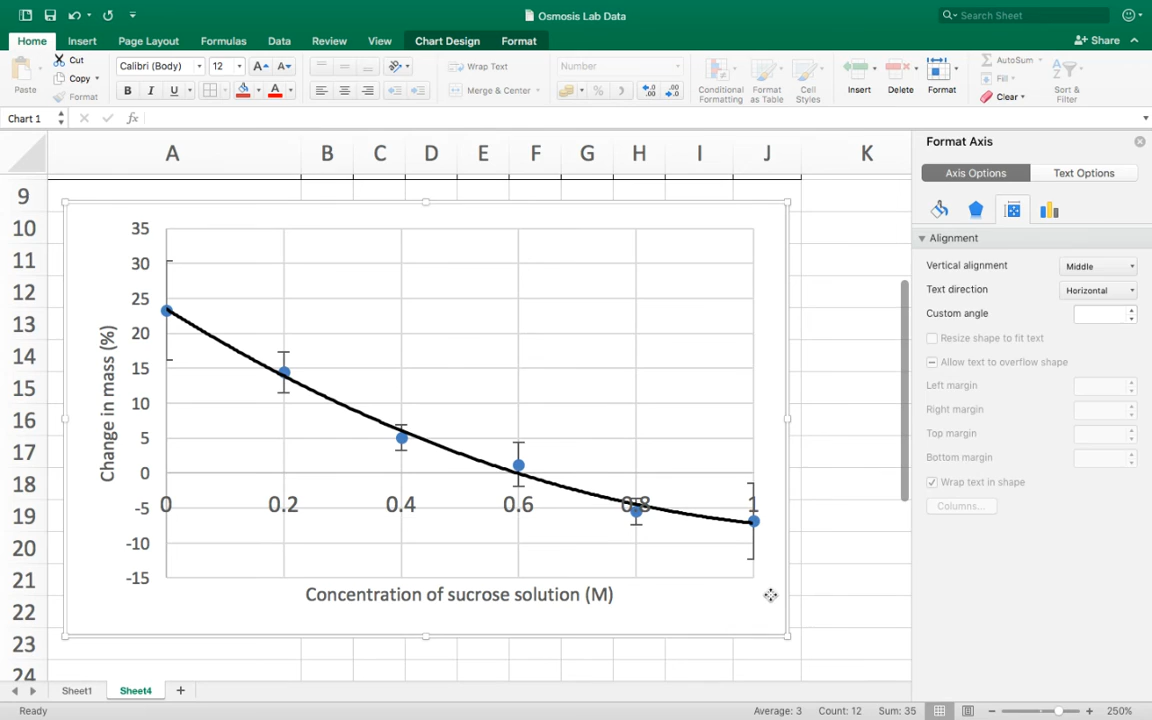 Osmosis Lab Data
Search Sheet
Home Insert Page Layout Formulas Data Review View Chart Design Format
Share
Paste
Cut
Copy
Format
Calibri (Body) 12
B I U
Wrap Text
Merge & Center
Number
Conditional Formatting
Format as Table
Cell Styles
Insert
Delete
Format
AutoSum
Fill
Clear
Sort & Filter
Chart 1
fx
A B C D E F G H I J K
9
10
11
12
13
14
15
16
17
18
19
20
21
22
23
24
Change in mass (%)
35
30
25
20
15
10
5
0
-5
-10
-15
0 0.2 0.4 0.6 0.8 1
Concentration of sucrose solution (M)
Format Axis
Axis Options Text Options
Alignment
Vertical alignment Middle
Text direction Horizontal
Custom angle
Resize shape to fit text
Allow text to overflow shape
Left margin
Right margin
Top margin
Bottom margin
Wrap text in shape
Columns...
Sheet1 Sheet4 +
Ready
Average: 3 Count: 12 Sum: 35
250%